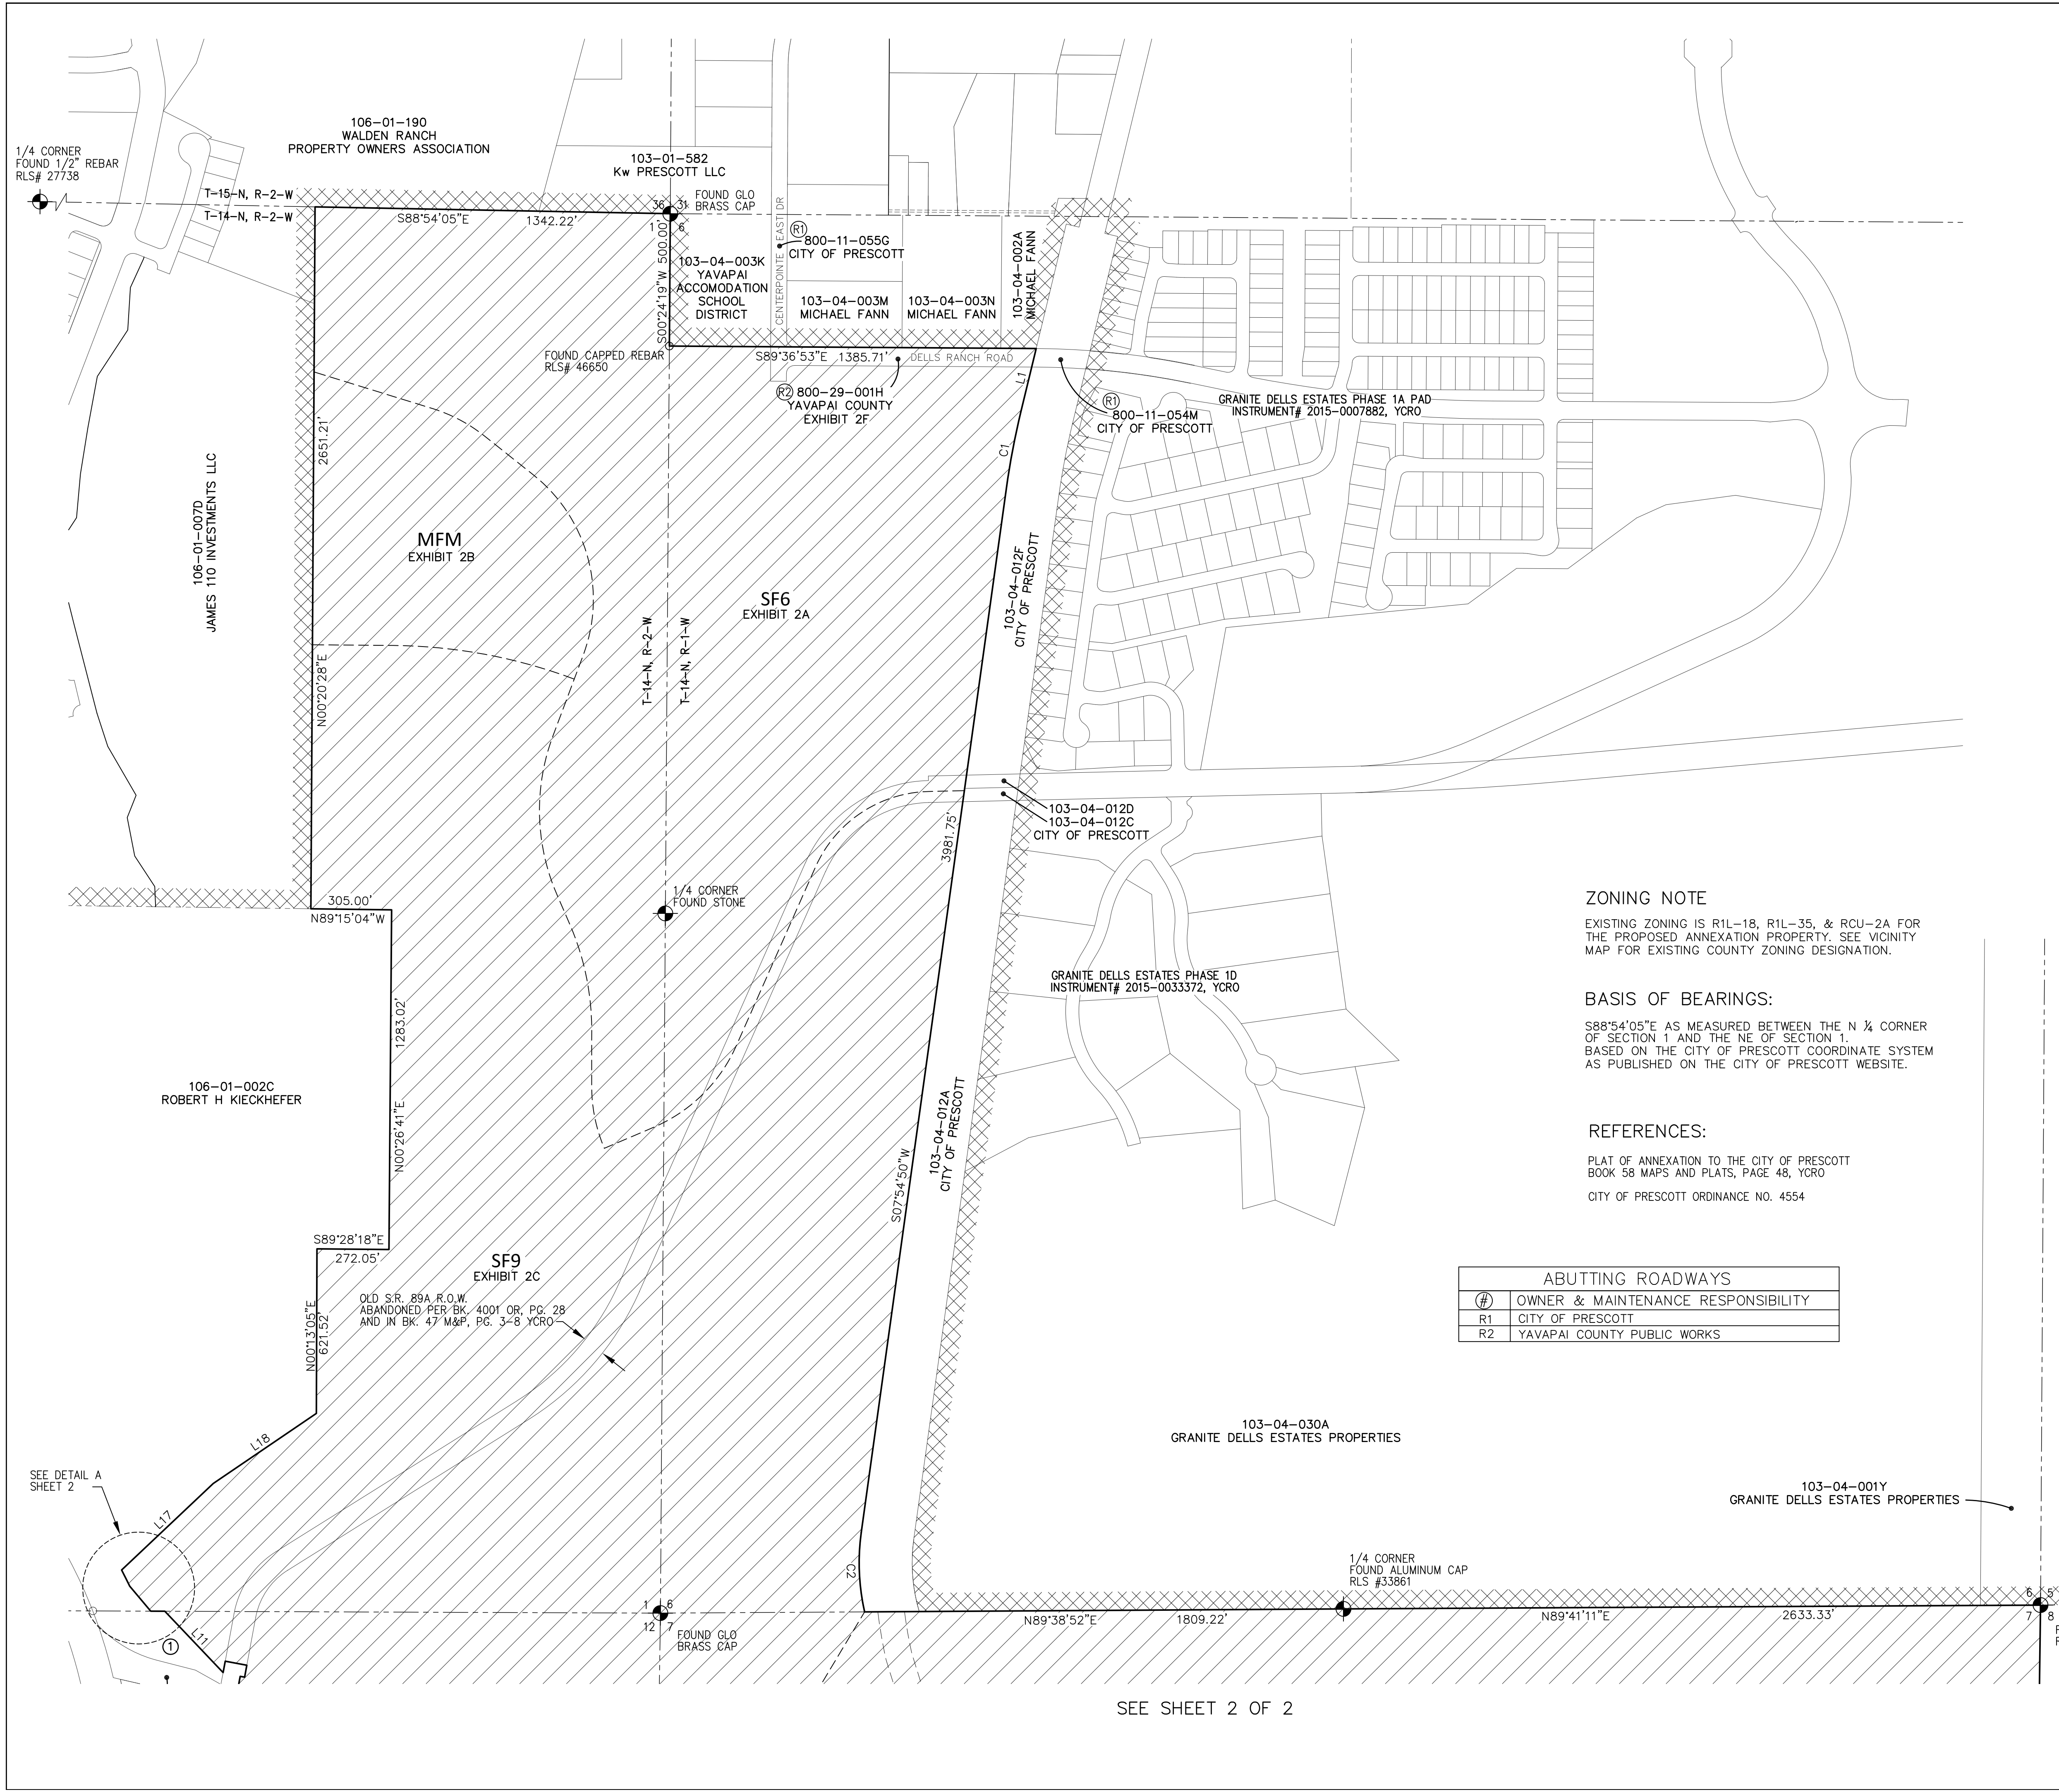 106-01-190
WALDEN RANCH
PROPERTY OWNERS ASSOCIATION
1/4 CORNER
FOUND 1/2" REBAR
RLS# 27738
103-01-582
Kw PRESCOTT LLC
T-15-N, R-2-W
T-14-N, R-2-W
S88°54'05"E 1342.22'
36 31
1 6
FOUND GLO
BRASS CAP
S00°24'19"W 500.00'
103-04-003K
YAVAPAI
ACCOMODATION
SCHOOL
DISTRICT
CENTERPOINTE EAST DR
R1
800-11-055G
CITY OF PRESCOTT
103-04-003M
MICHAEL FANN
103-04-003N
MICHAEL FANN
103-04-002A
MICHAEL FANN
FOUND CAPPED REBAR
RLS# 46650
S89°36'53"E 1385.71'
DELLS RANCH ROAD
R2 800-29-001H
YAVAPAI COUNTY
EXHIBIT 2F
L1
C1
R1
800-11-054M
CITY OF PRESCOTT
GRANITE DELLS ESTATES PHASE 1A PAD
INSTRUMENT# 2015-0007882, YCRO
2651.21'
N00°20'28"E
106-01-007D
JAMES 110 INVESTMENTS LLC
MFM
EXHIBIT 2B
SF6
EXHIBIT 2A
T-14-N, R-2-W
T-14-N, R-1-W
103-04-012F
CITY OF PRESCOTT
103-04-012D
103-04-012C
CITY OF PRESCOTT
3981.75'
S07°54'50"W
305.00'
N89°15'04"W
1/4 CORNER
FOUND STONE
1283.02'
N00°26'41"E
GRANITE DELLS ESTATES PHASE 1D
INSTRUMENT# 2015-0033372, YCRO
103-04-012A
CITY OF PRESCOTT
106-01-002C
ROBERT H KIECKHEFER
ZONING NOTE
EXISTING ZONING IS R1L-18, R1L-35, & RCU-2A FOR
THE PROPOSED ANNEXATION PROPERTY. SEE VICINITY
MAP FOR EXISTING COUNTY ZONING DESIGNATION.
BASIS OF BEARINGS:
S88°54'05"E AS MEASURED BETWEEN THE N ¼ CORNER
OF SECTION 1 AND THE NE OF SECTION 1.
BASED ON THE CITY OF PRESCOTT COORDINATE SYSTEM
AS PUBLISHED ON THE CITY OF PRESCOTT WEBSITE.
REFERENCES:
PLAT OF ANNEXATION TO THE CITY OF PRESCOTT
BOOK 58 MAPS AND PLATS, PAGE 48, YCRO
CITY OF PRESCOTT ORDINANCE NO. 4554
S89°28'18"E
272.05'
SF9
EXHIBIT 2C
OLD S.R. 89A R.O.W.
ABANDONED PER BK. 4001 OR, PG. 28
AND IN BK. 47 M&P, PG. 3-8 YCRO
N00°13'05"E
621.52'
ABUTTING ROADWAYS
# OWNER & MAINTENANCE RESPONSIBILITY
R1 CITY OF PRESCOTT
R2 YAVAPAI COUNTY PUBLIC WORKS
103-04-030A
GRANITE DELLS ESTATES PROPERTIES
103-04-001Y
GRANITE DELLS ESTATES PROPERTIES
L18
SEE DETAIL A
SHEET 2
L17
C2
1/4 CORNER
FOUND ALUMINUM CAP
RLS #33861
1 6
12 7
FOUND GLO
BRASS CAP
N89°38'52"E 1809.22'
N89°41'11"E 2633.33'
6 5
7 8
L11
1
SEE SHEET 2 OF 2